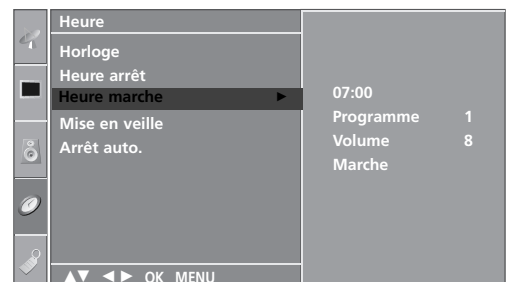 Heure
Horloge
Heure arrêt
Heure marche ►
Mise en veille
Arrêt auto.
07:00
Programme 1
Volume 8
Marche
▲▼ ◄► OK MENU